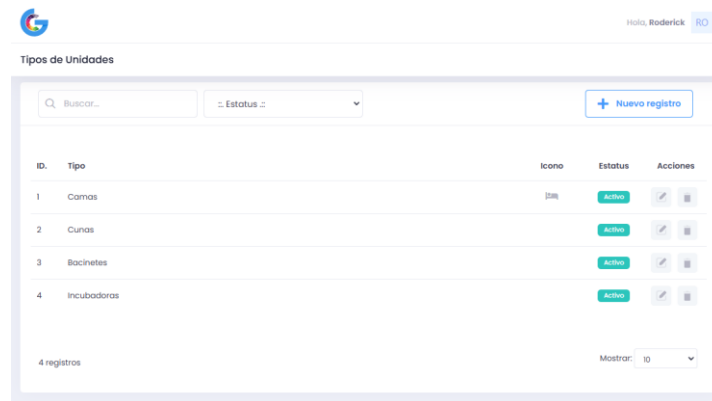 Hola, Roderick RO
Tipos de Unidades
Buscar... .:. Estatus .:. Nuevo registro
ID. Tipo Icono Estatus Acciones
1 Camas Activo
2 Cunas Activo
3 Bacinetes Activo
4 Incubadoras Activo
4 registros Mostrar: 10